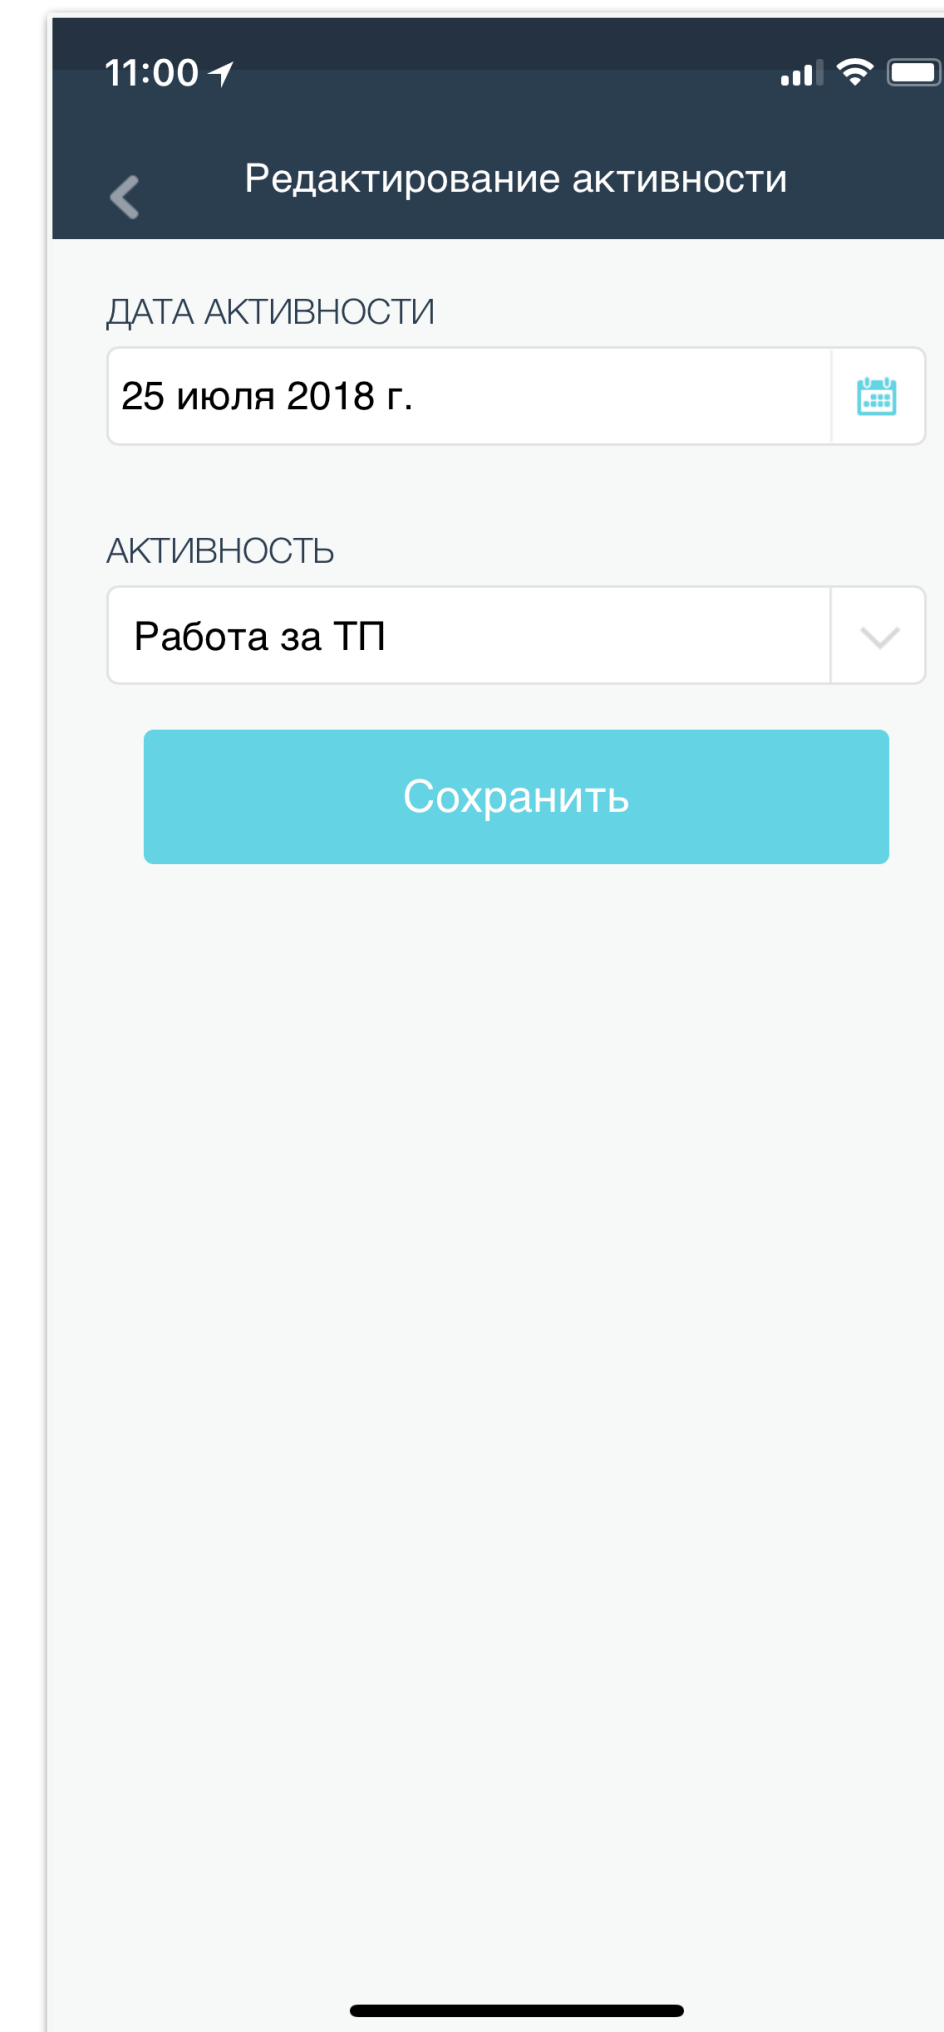 11:00
Редактирование активности
ДАТА АКТИВНОСТИ
25 июля 2018 г.
АКТИВНОСТЬ
Работа за ТП
Сохранить